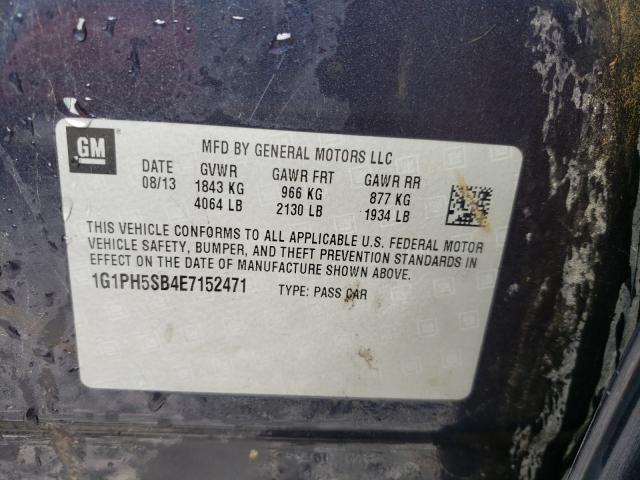 GM
MFD BY GENERAL MOTORS LLC
DATE GVWR GAWR FRT GAWR RR
08/13 1843 KG 966 KG 877 KG
4064 LB 2130 LB 1934 LB
THIS VEHICLE CONFORMS TO ALL APPLICABLE U.S. FEDERAL MOTOR
VEHICLE SAFETY, BUMPER, AND THEFT PREVENTION STANDARDS IN
EFFECT ON THE DATE OF MANUFACTURE SHOWN ABOVE.
1G1PH5SB4E7152471 TYPE: PASS CAR